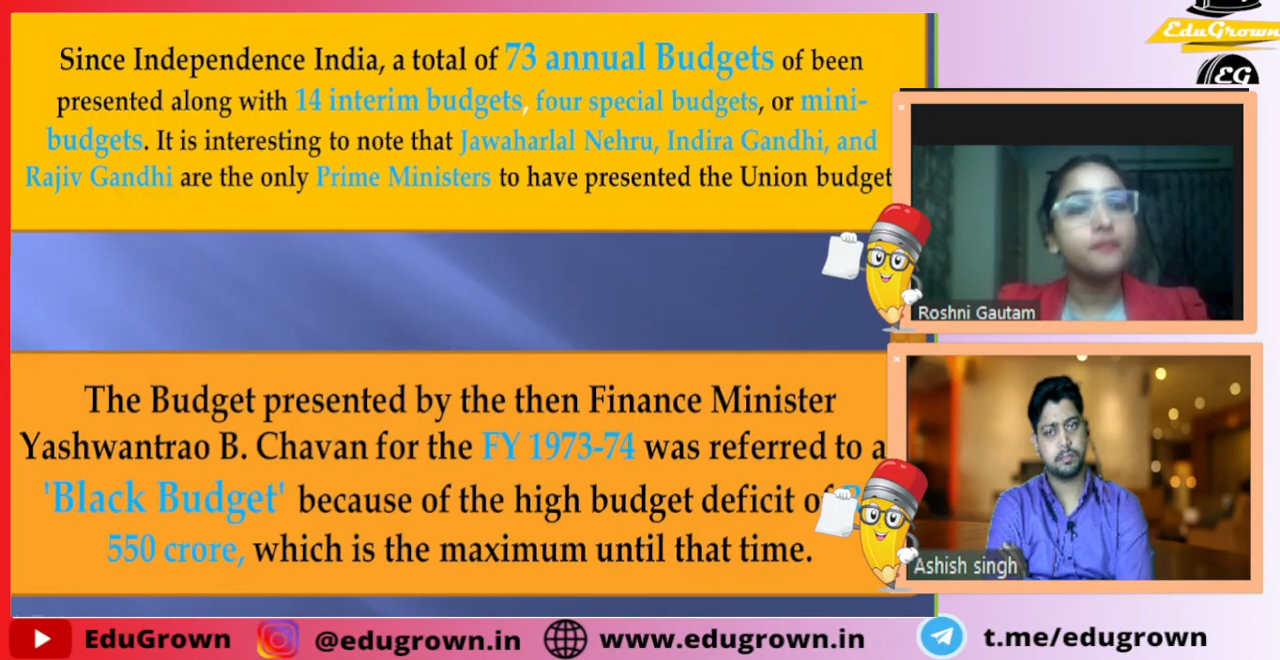 Since Independence India, a total of 73 annual Budgets of been
presented along with 14 interim budgets, four special budgets, or mini-
budgets. It is interesting to note that Jawaharlal Nehru, Indira Gandhi, and
Rajiv Gandhi are the only Prime Ministers to have presented the Union budget
The Budget presented by the then Finance Minister
Yashwantrao B. Chavan for the FY 1973-74 was referred to a
'Black Budget' because of the high budget deficit of
550 crore, which is the maximum until that time.
EduGrown
EG
Roshni Gautam
Ashish singh
EduGrown
@edugrown.in
www.edugrown.in
t.me/edugrown